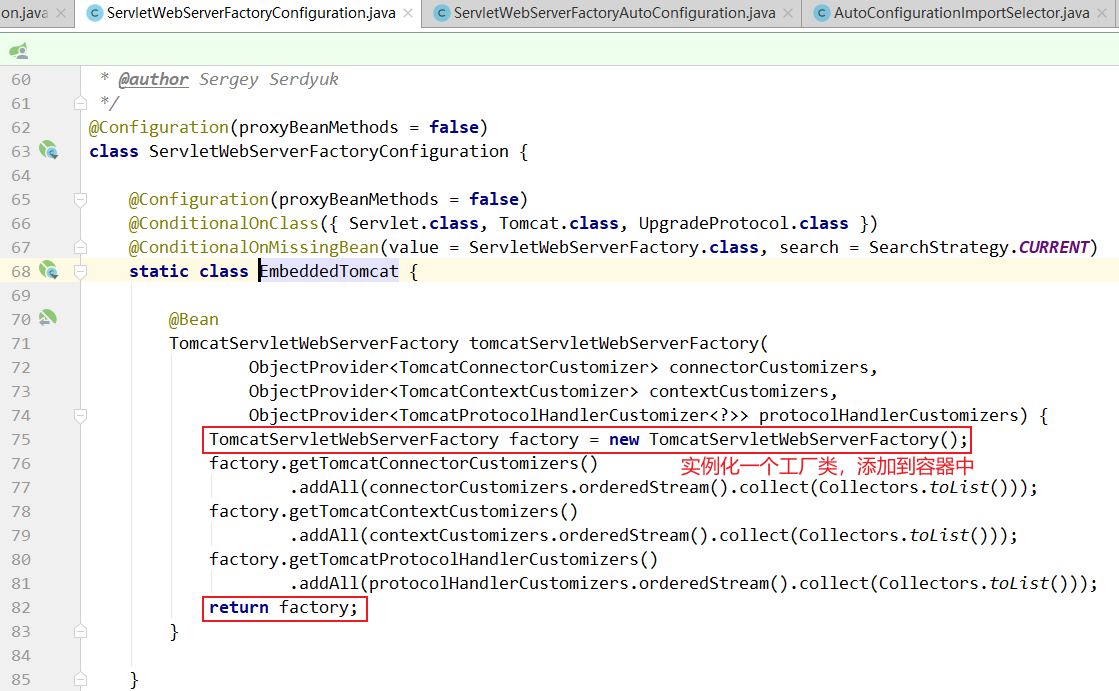 on.java ServletWebServerFactoryConfiguration.java ServletWebServerFactoryAutoConfiguration.java AutoConfigurationImportSelector.java
60 * @author Sergey Serdyuk
61 */
62 @Configuration(proxyBeanMethods = false)
63 class ServletWebServerFactoryConfiguration {
64
65 @Configuration(proxyBeanMethods = false)
66 @ConditionalOnClass({ Servlet.class, Tomcat.class, UpgradeProtocol.class })
67 @ConditionalOnMissingBean(value = ServletWebServerFactory.class, search = SearchStrategy.CURRENT)
68 static class EmbeddedTomcat {
69
70 @Bean
71 TomcatServletWebServerFactory tomcatServletWebServerFactory(
72 ObjectProvider<TomcatConnectorCustomizer> connectorCustomizers,
73 ObjectProvider<TomcatContextCustomizer> contextCustomizers,
74 ObjectProvider<TomcatProtocolHandlerCustomizer<?>> protocolHandlerCustomizers) {
75 TomcatServletWebServerFactory factory = new TomcatServletWebServerFactory();
76 factory.getTomcatConnectorCustomizers() 实例化一个工厂类，添加到容器中
77 .addAll(connectorCustomizers.orderedStream().collect(Collectors.toList()));
78 factory.getTomcatContextCustomizers()
79 .addAll(contextCustomizers.orderedStream().collect(Collectors.toList()));
80 factory.getTomcatProtocolHandlerCustomizers()
81 .addAll(protocolHandlerCustomizers.orderedStream().collect(Collectors.toList()));
82 return factory;
83 }
84
85 }